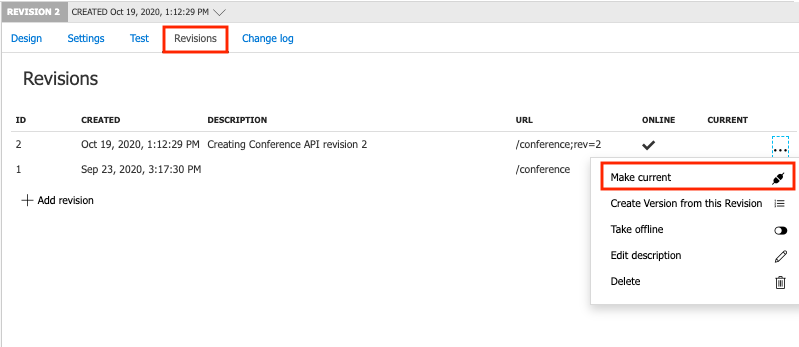 REVISION 2 CREATED Oct 19, 2020, 1:12:29 PM
Design Settings Test Revisions Change log
Revisions
ID CREATED DESCRIPTION URL ONLINE CURRENT
2 Oct 19, 2020, 1:12:29 PM Creating Conference API revision 2 /conference;rev=2
1 Sep 23, 2020, 3:17:30 PM /conference
Add revision
Make current
Create Version from this Revision
Take offline
Edit description
Delete